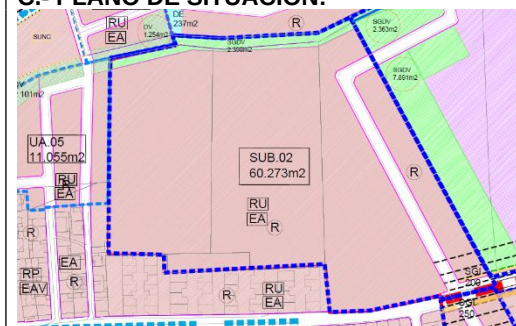 C.- PLANO DE SITUACIÓN:
RU
EA
DV
1.254m2
DE
237m2
R
SGDV
2.363m2
SUNC
SGDV
SGDV
7.891m2
101m2
UA.05
11.055m2
SUB.02
60.273m2
RU
EA
R
RU
EA
R
R
R
EA
R
RP
EAV
R
RU
EA
SGI
200
SGI
250